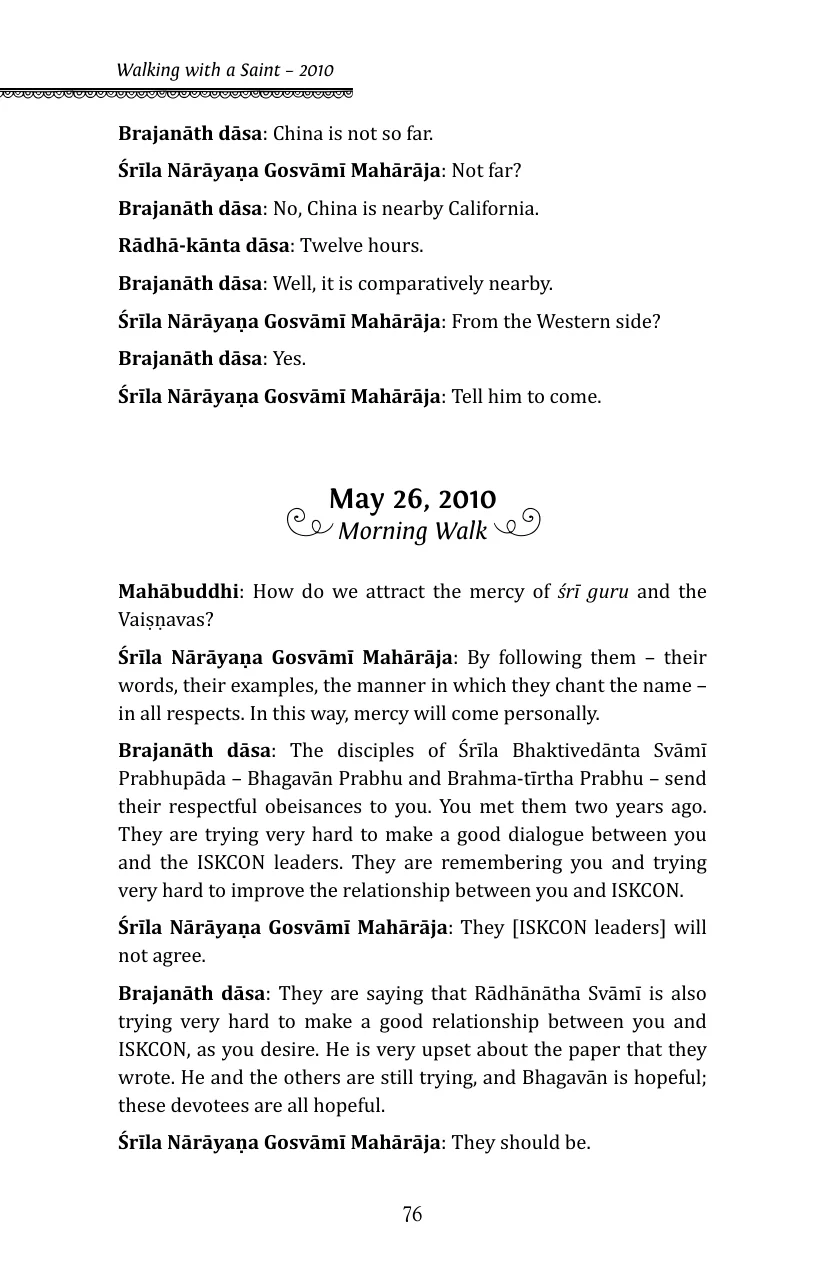 Walking with a Saint – 2010
Brajanāth dāsa: China is not so far.
Śrīla Nārāyaṇa Gosvāmī Mahārāja: Not far?
Brajanāth dāsa: No, China is nearby California.
Rādhā-kānta dāsa: Twelve hours.
Brajanāth dāsa: Well, it is comparatively nearby.
Śrīla Nārāyaṇa Gosvāmī Mahārāja: From the Western side?
Brajanāth dāsa: Yes.
Śrīla Nārāyaṇa Gosvāmī Mahārāja: Tell him to come.
May 26, 2010
Morning Walk
Mahābuddhi: How do we attract the mercy of śrī guru and the
Vaiṣṇavas?
Śrīla Nārāyaṇa Gosvāmī Mahārāja: By following them – their
words, their examples, the manner in which they chant the name –
in all respects. In this way, mercy will come personally.
Brajanāth dāsa: The disciples of Śrīla Bhaktivedānta Svāmī
Prabhupāda – Bhagavān Prabhu and Brahma-tīrtha Prabhu – send
their respectful obeisances to you. You met them two years ago.
They are trying very hard to make a good dialogue between you
and the ISKCON leaders. They are remembering you and trying
very hard to improve the relationship between you and ISKCON.
Śrīla Nārāyaṇa Gosvāmī Mahārāja: They [ISKCON leaders] will
not agree.
Brajanāth dāsa: They are saying that Rādhānātha Svāmī is also
trying very hard to make a good relationship between you and
ISKCON, as you desire. He is very upset about the paper that they
wrote. He and the others are still trying, and Bhagavān is hopeful;
these devotees are all hopeful.
Śrīla Nārāyaṇa Gosvāmī Mahārāja: They should be.
76